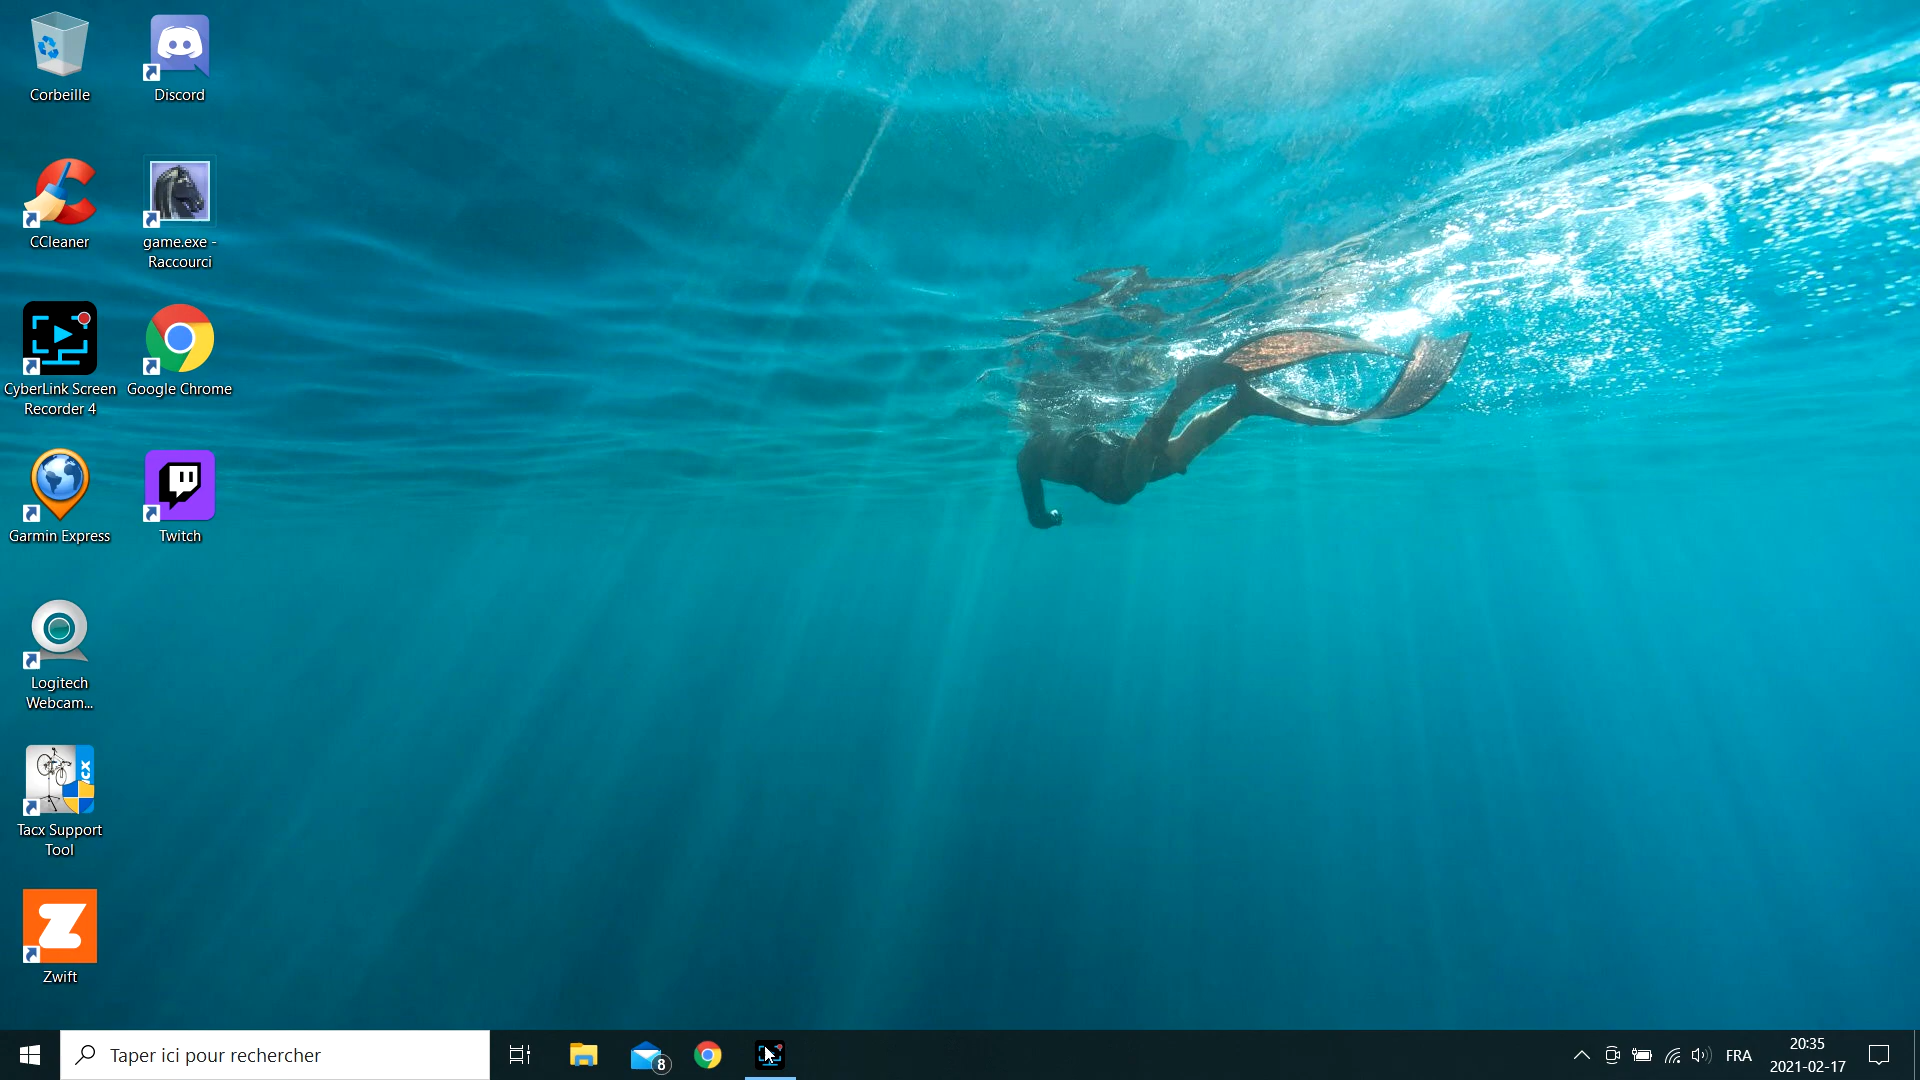 Corbeille
Discord
CCleaner
game.exe -
Raccourci
CyberLink Screen
Recorder 4
Google Chrome
Garmin Express
Twitch
Logitech
Webcam...
Tacx Support
Tool
Zwift
Taper ici pour rechercher
8
FRA
20:35
2021-02-17